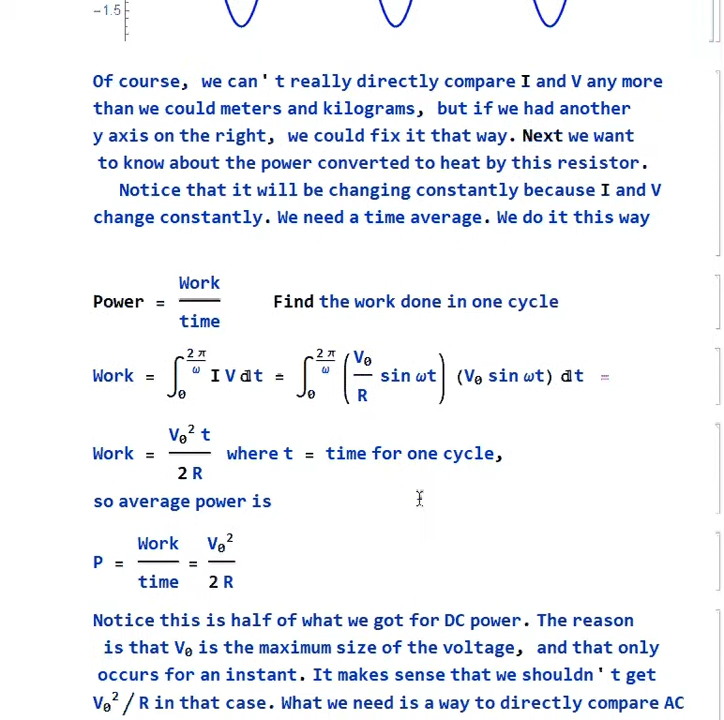 -1.5
Of course, we can't really directly compare I and V any more
than we could meters and kilograms, but if we had another
y axis on the right, we could fix it that way. Next we want
to know about the power converted to heat by this resistor.
Notice that it will be changing constantly because I and V
change constantly. We need a time average. We do it this way
Power = Work / time Find the work done in one cycle
Work = ∫₀^(2π/ω) I V ⅆt = ∫₀^(2π/ω) (V₀/R sin ωt) (V₀ sin ωt) ⅆt =
Work = V₀² t / 2 R where t = time for one cycle,
so average power is
P = Work / time = V₀² / 2 R
Notice this is half of what we got for DC power. The reason
is that V₀ is the maximum size of the voltage, and that only
occurs for an instant. It makes sense that we shouldn't get
V₀² / R in that case. What we need is a way to directly compare AC